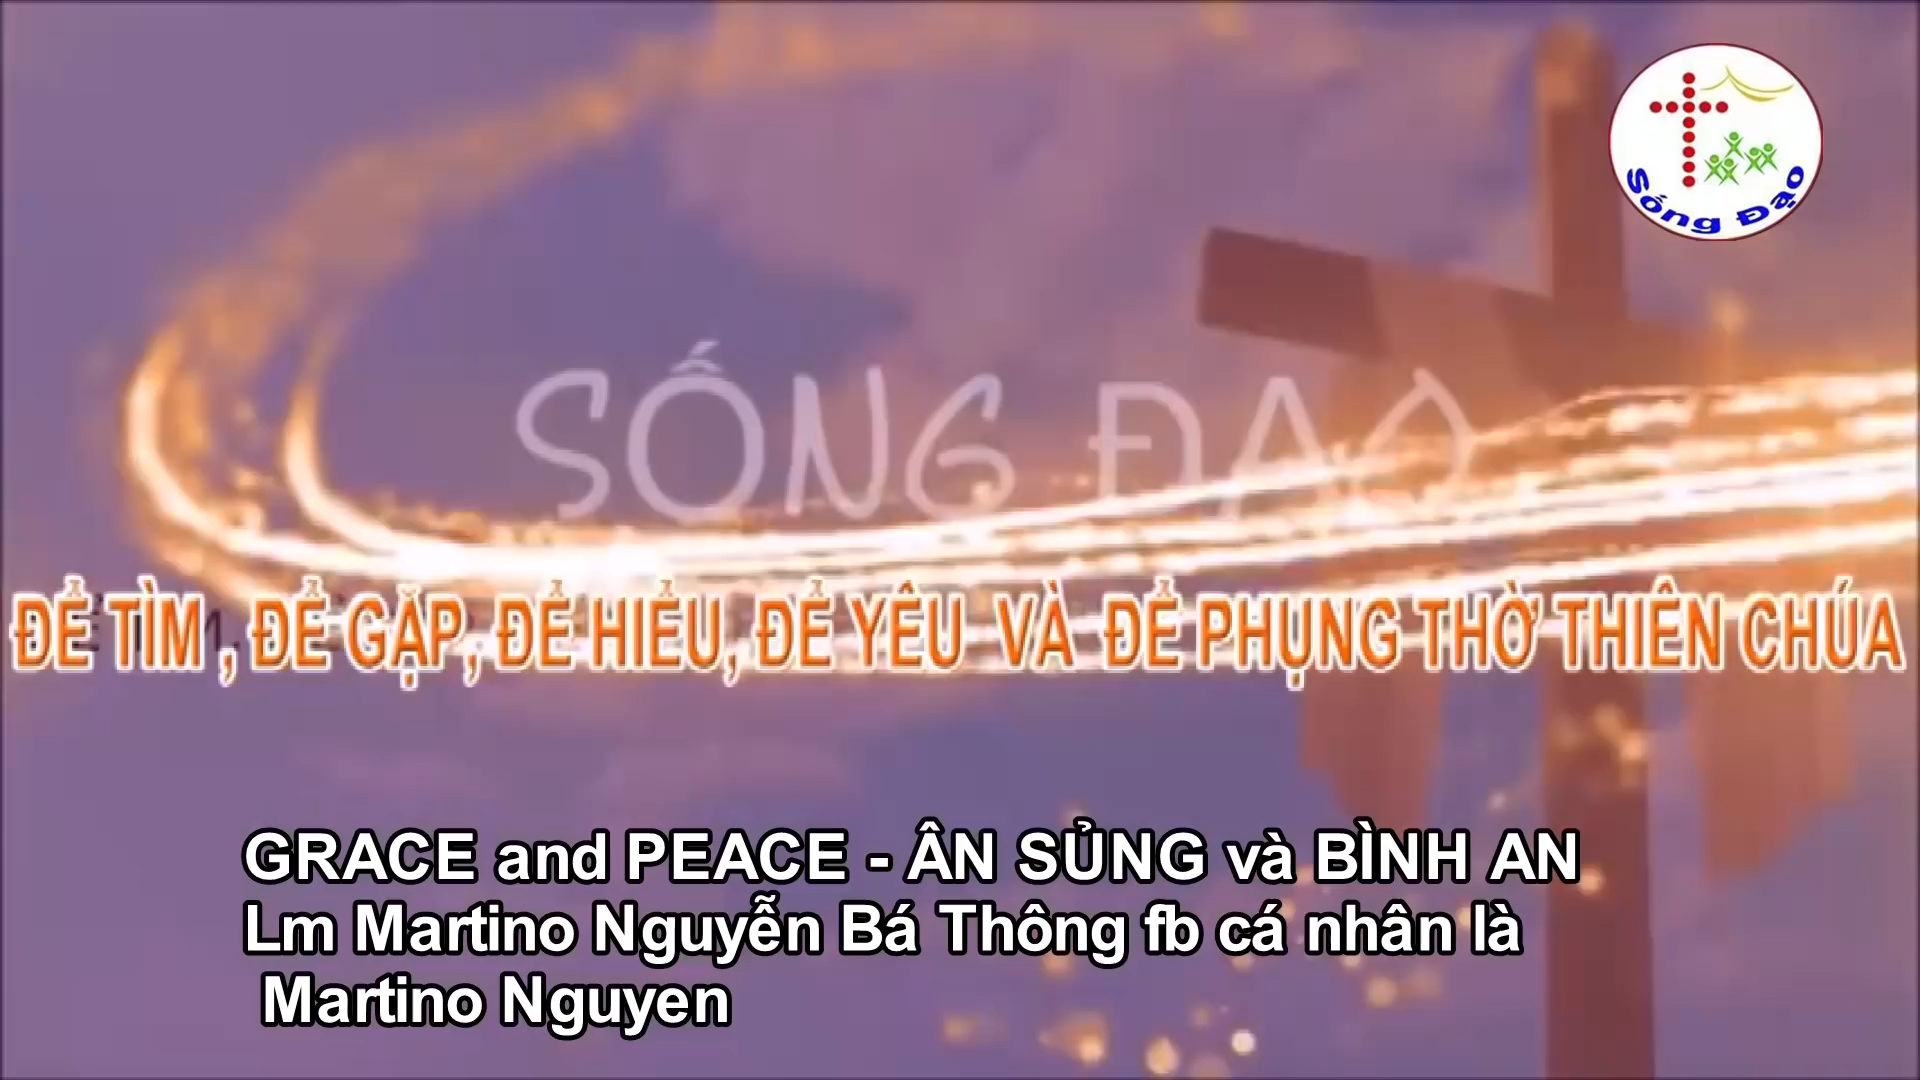 Sống Đạo
SỐNG ĐẠO
ĐỂ TÌM , ĐỂ GẶP, ĐỂ HIỂU, ĐỂ YÊU VÀ ĐỂ PHỤNG THỜ THIÊN CHÚA
GRACE and PEACE - ÂN SỦNG và BÌNH AN
Lm Martino Nguyễn Bá Thông fb cá nhân là
Martino Nguyen